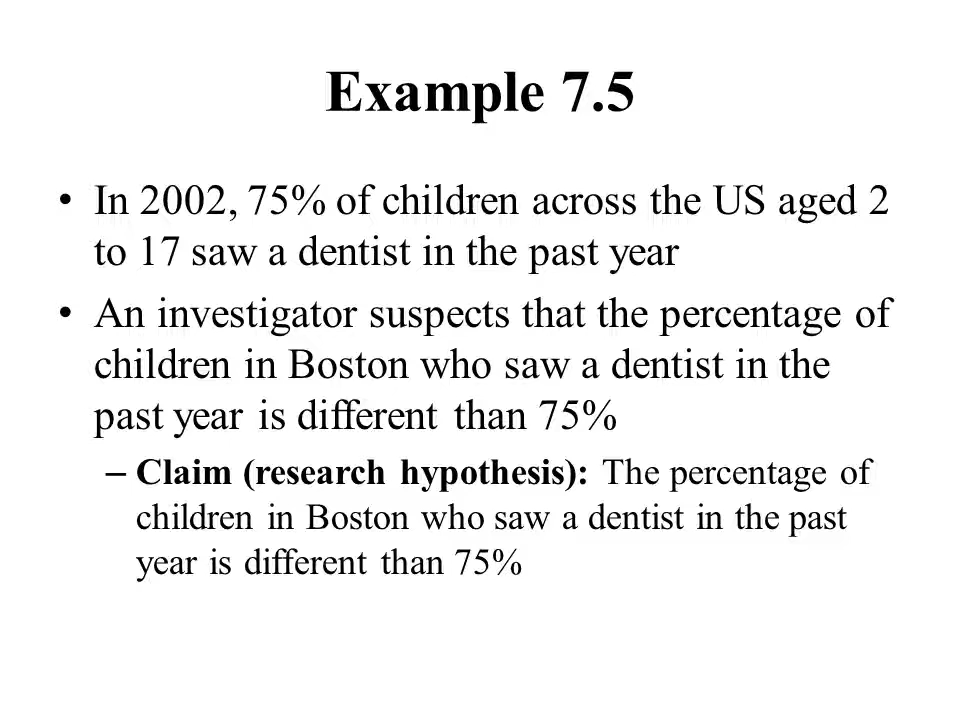 Example 7.5
• In 2002, 75% of children across the US aged 2
to 17 saw a dentist in the past year
• An investigator suspects that the percentage of
children in Boston who saw a dentist in the
past year is different than 75%
– Claim (research hypothesis): The percentage of
children in Boston who saw a dentist in the past
year is different than 75%